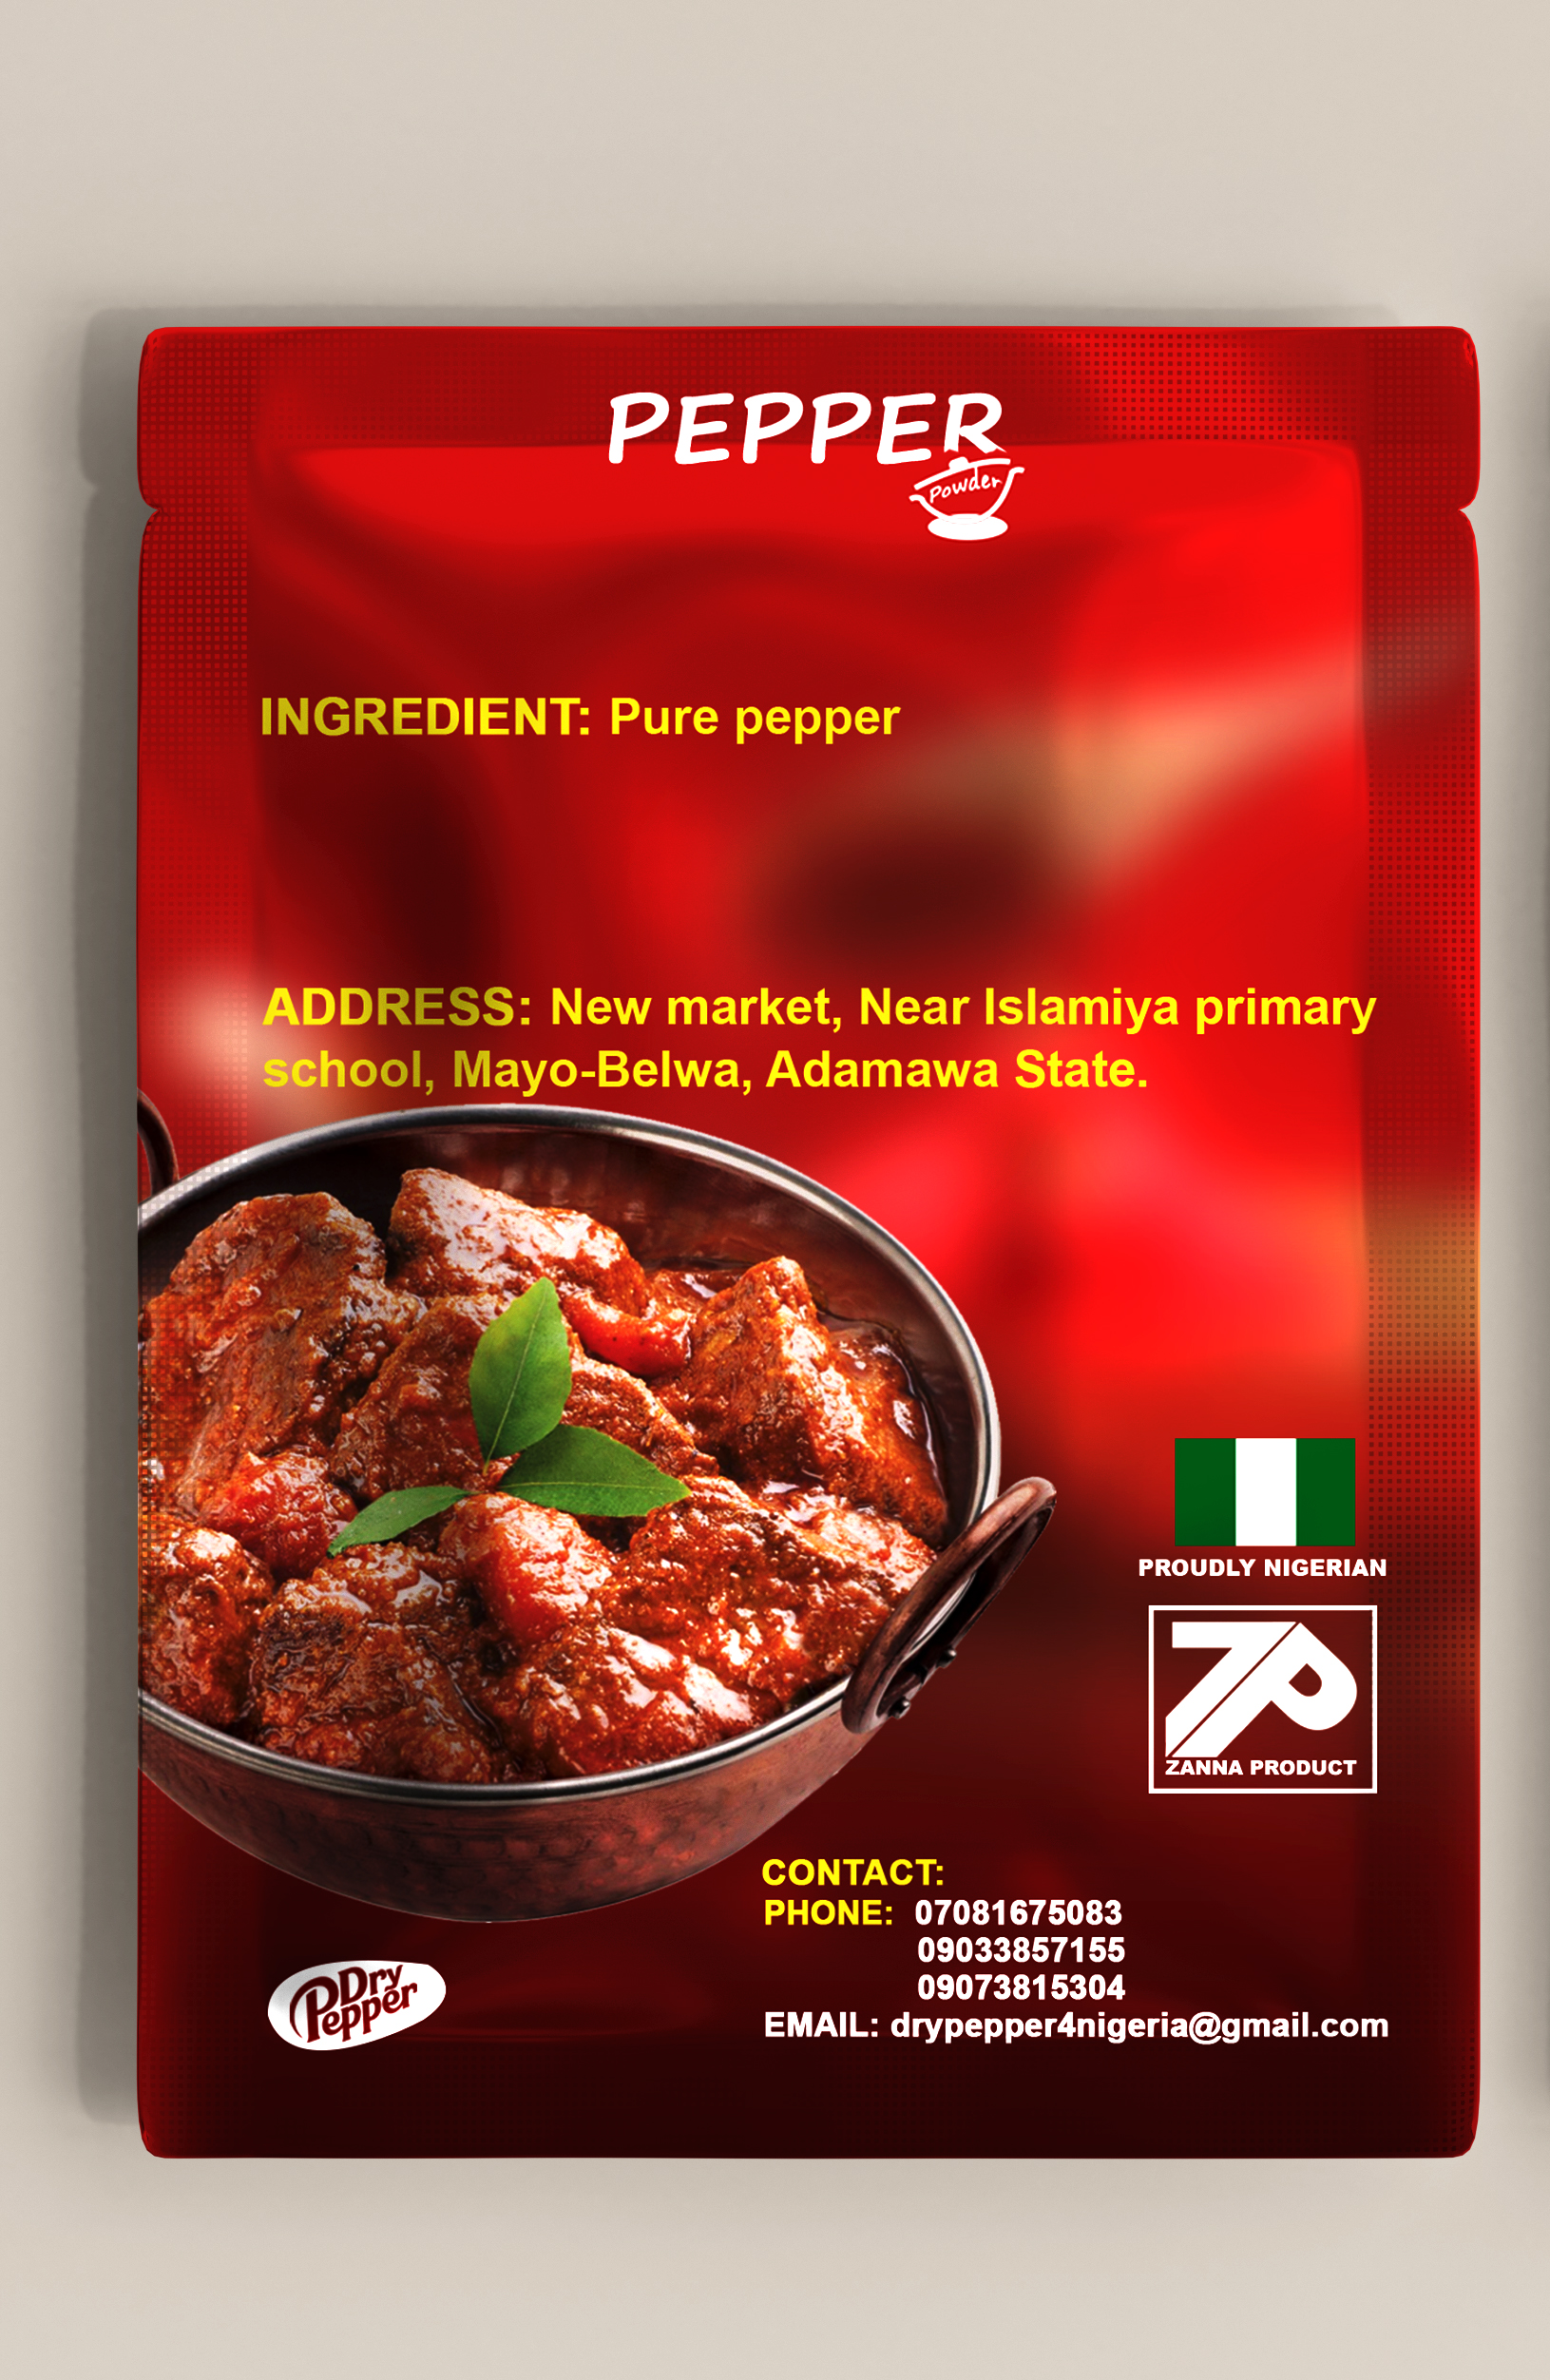 PEPPER
Powder
INGREDIENT: Pure pepper
ADDRESS: New market, Near Islamiya primary
school, Mayo-Belwa, Adamawa State.
PROUDLY NIGERIAN
ZP
ZANNA PRODUCT
CONTACT:
PHONE: 07081675083
09033857155
09073815304
EMAIL: drypepper4nigeria@gmail.com
Dry
Pepper